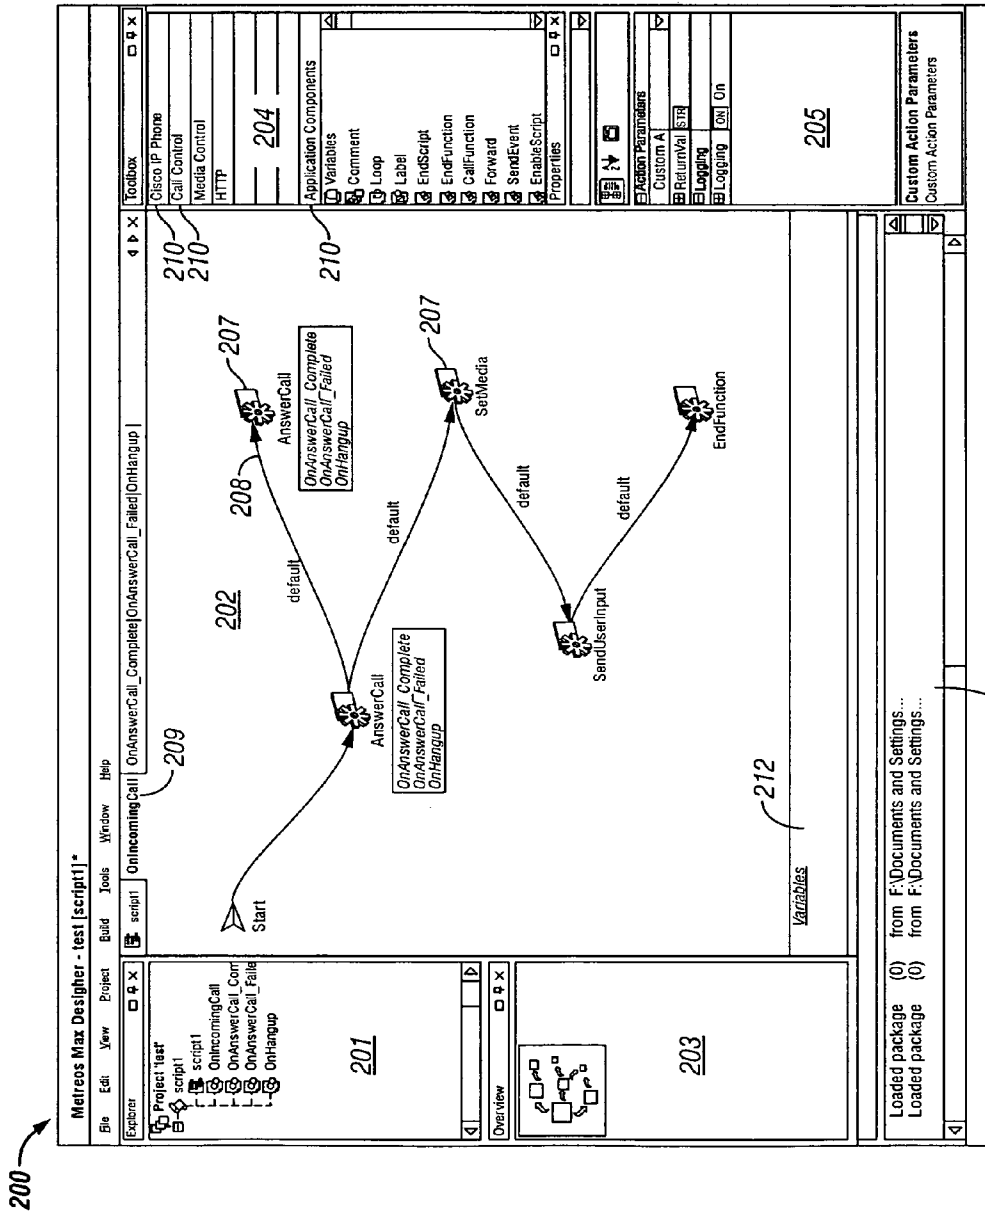 200
Metreos Max Desigher - test [script1]*
File Edit View Project Build Tools Window Help
Explorer
Project 'test'
script1
script1
OnIncomingCall
OnAnswerCall_Com
OnAnswerCall_Faile
OnHangup
201
Overview
203
script1 OnIncomingCall OnAnswerCall_Complete OnAnswerCall_Failed OnHangup
209
202
Start
AnswerCall
OnAnswerCall_Complete
OnAnswerCall_Failed
OnHangup
default
208
207
AnswerCall
OnAnswerCall_Complete
OnAnswerCall_Failed
OnHangup
default
207
SetMedia
default
SendUserInput
default
EndFunction
212
Variables
Toolbox
Cisco IP Phone
Call Control
Media Control
HTTP
210
210
204
Application Components
210
Variables
Comment
Loop
Label
EndScript
EndFunction
CallFunction
Forward
SendEvent
EnableScript
Properties
Action Parameters
Custom A
ReturnVal STR
Logging
Logging ON On
205
Custom Action Parameters
Custom Action Parameters
Loaded package (0) from F:\Documents and Settings...
Loaded package (0) from F:\Documents and Settings...